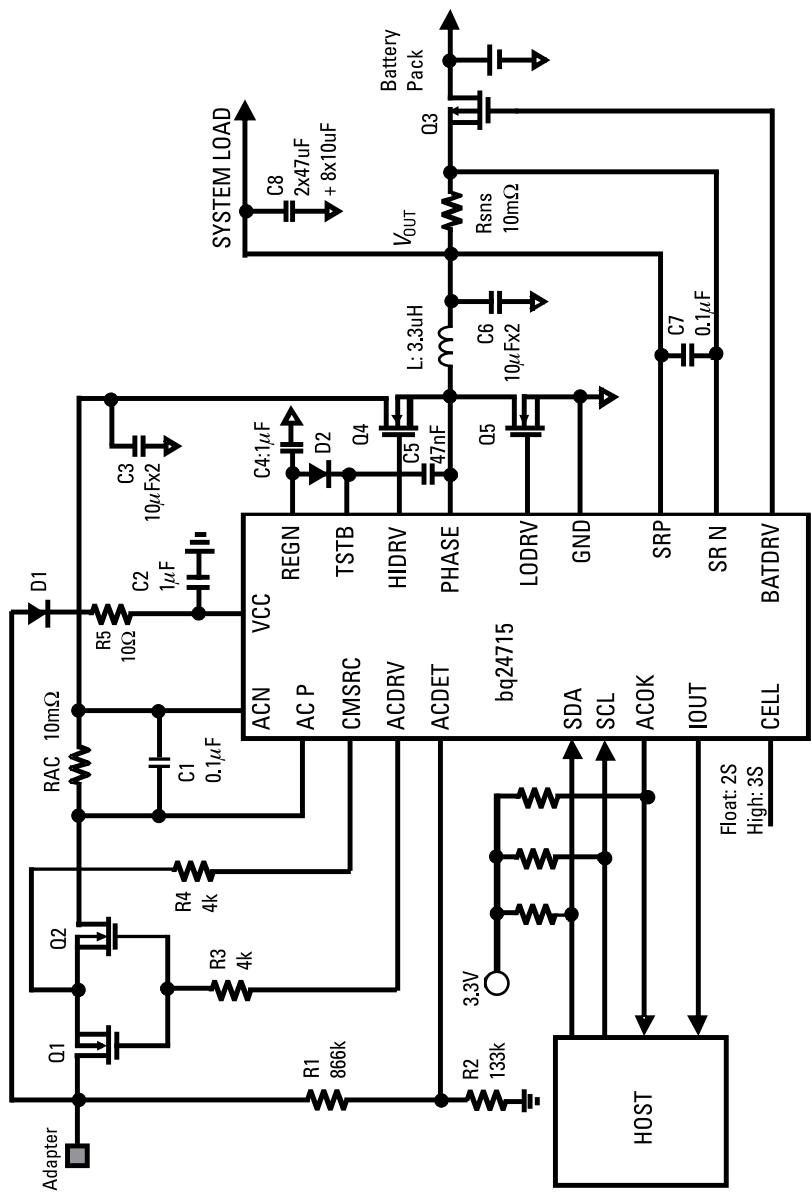 Adapter
Q1
Q2
RAC 10mΩ
C1
0.1µF
R4
4k
R3
4k
R1
866k
R2
133k
D1
R5
10Ω
C2
1µF
C3
10µFx2
C4:1µF
D2
Q4
C5
47nF
Q5
L: 3.3uH
C6
10µFx2
VOUT
SYSTEM LOAD
C8
2x47uF
+ 8x10uF
Rsns
10mΩ
Q3
Battery
Pack
C7
0.1µF
ACN
AC P
CMSRC
ACDRV
ACDET
SDA
SCL
ACOK
IOUT
CELL
VCC
bq24715
REGN
TSTB
HIDRV
PHASE
LODRV
GND
SRP
SR N
BATDRV
3.3V
HOST
Float: 2S
High: 3S